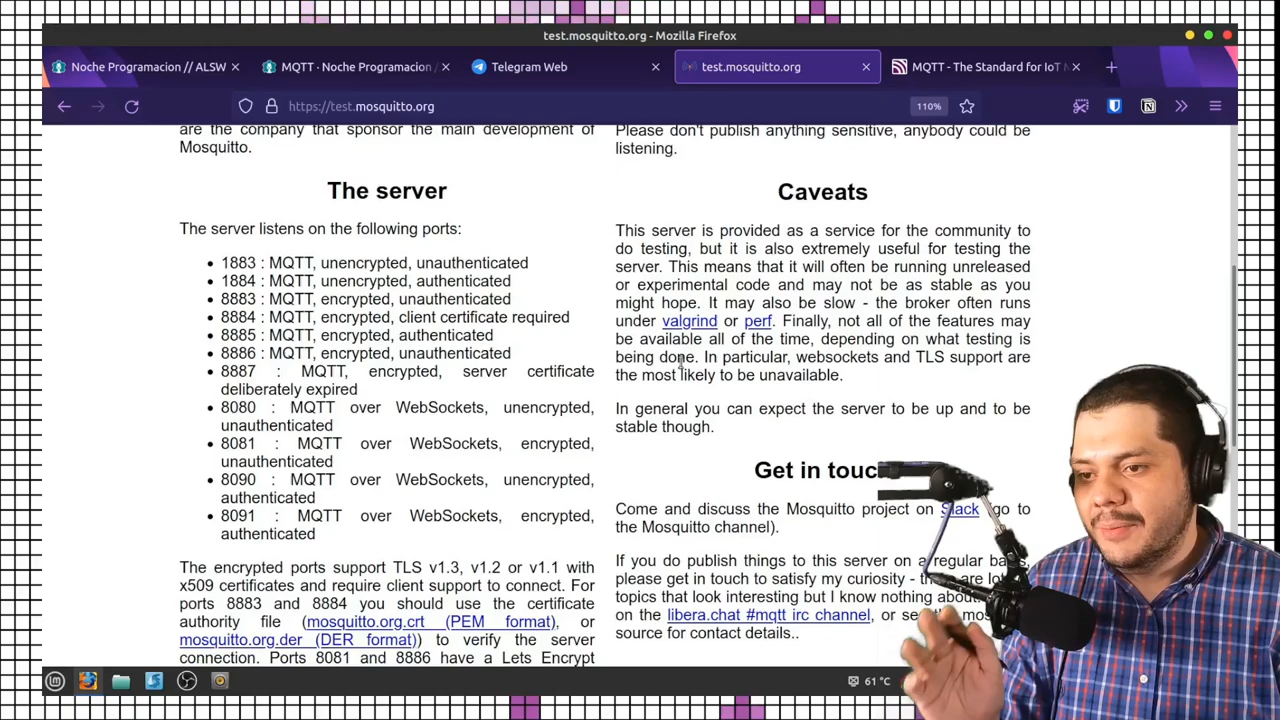 test.mosquitto.org - Mozilla Firefox
Noche Programacion // ALSW
MQTT · Noche Programacion /
Telegram Web
test.mosquitto.org
MQTT - The Standard for IoT M
https://test.mosquitto.org
110%
are the company that sponsor the main development of
Mosquitto.
The server
The server listens on the following ports:
• 1883 : MQTT, unencrypted, unauthenticated
• 1884 : MQTT, unencrypted, authenticated
• 8883 : MQTT, encrypted, unauthenticated
• 8884 : MQTT, encrypted, client certificate required
• 8885 : MQTT, encrypted, authenticated
• 8886 : MQTT, encrypted, unauthenticated
• 8887 : MQTT, encrypted, server certificate
deliberately expired
• 8080 : MQTT over WebSockets, unencrypted,
unauthenticated
• 8081 : MQTT over WebSockets, encrypted,
unauthenticated
• 8090 : MQTT over WebSockets, unencrypted,
authenticated
• 8091 : MQTT over WebSockets, encrypted,
authenticated
The encrypted ports support TLS v1.3, v1.2 or v1.1 with
x509 certificates and require client support to connect. For
ports 8883 and 8884 you should use the certificate
authority file (mosquitto.org.crt (PEM format), or
mosquitto.org.der (DER format)) to verify the server
connection. Ports 8081 and 8886 have a Lets Encrypt
Please don't publish anything sensitive, anybody could be
listening.
Caveats
This server is provided as a service for the community to
do testing, but it is also extremely useful for testing the
server. This means that it will often be running unreleased
or experimental code and may not be as stable as you
might hope. It may also be slow - the broker often runs
under valgrind or perf. Finally, not all of the features may
be available all of the time, depending on what testing is
being done. In particular, websockets and TLS support are
the most likely to be unavailable.
In general you can expect the server to be up and to be
stable though.
Get in touc
Come and discuss the Mosquitto project on Slack go to
the Mosquitto channel).
If you do publish things to this server on a regular
please get in touch to satisfy my curiosity - are
topics that look interesting but I know nothing about
on the libera.chat #mqtt irc channel, or
source for contact details..
61 °C